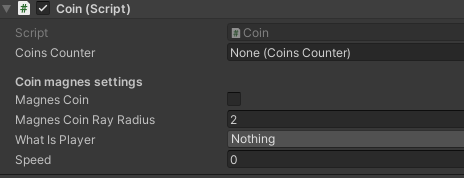 Coin (Script)
Script Coin
Coins Counter None (Coins Counter)
Coin magnes settings
Magnes Coin
Magnes Coin Ray Radius 2
What Is Player Nothing
Speed 0